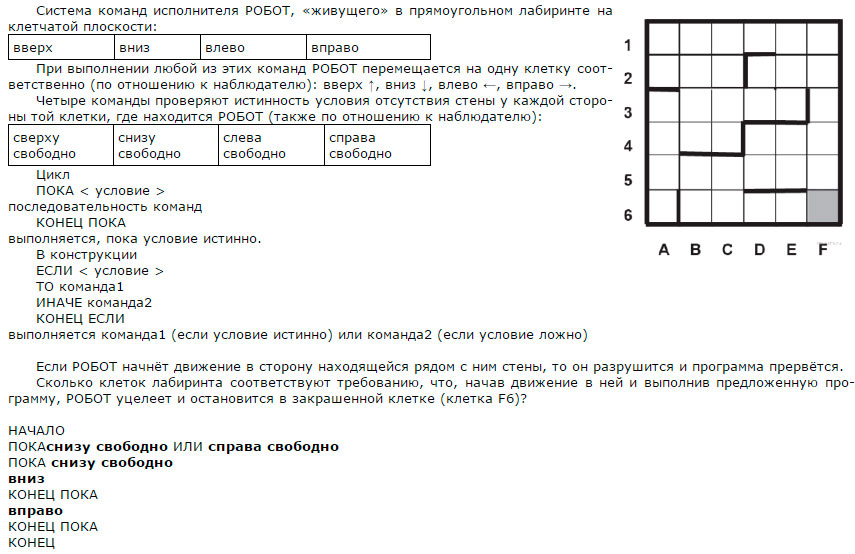 Система команд исполнителя РОБОТ, «живущего» в прямоугольном лабиринте на
клетчатой плоскости:
вверх вниз влево вправо
При выполнении любой из этих команд РОБОТ перемещается на одну клетку соот-
ветственно (по отношению к наблюдателю): вверх ↑, вниз ↓, влево ←, вправо →.
Четыре команды проверяют истинность условия отсутствия стены у каждой сторо-
ны той клетки, где находится РОБОТ (также по отношению к наблюдателю):
сверху снизу слева справа
свободно свободно свободно свободно
Цикл
ПОКА < условие >
последовательность команд
КОНЕЦ ПОКА
выполняется, пока условие истинно.
В конструкции
ЕСЛИ < условие >
ТО команда1
ИНАЧЕ команда2
КОНЕЦ ЕСЛИ
выполняется команда1 (если условие истинно) или команда2 (если условие ложно)
1
2
3
4
5
6
A B C D E F
Если РОБОТ начнёт движение в сторону находящейся рядом с ним стены, то он разрушится и программа прервётся.
Сколько клеток лабиринта соответствуют требованию, что, начав движение в ней и выполнив предложенную про-
грамму, РОБОТ уцелеет и остановится в закрашенной клетке (клетка F6)?
НАЧАЛО
ПОКАснизу свободно ИЛИ справа свободно
ПОКА снизу свободно
вниз
КОНЕЦ ПОКА
вправо
КОНЕЦ ПОКА
КОНЕЦ